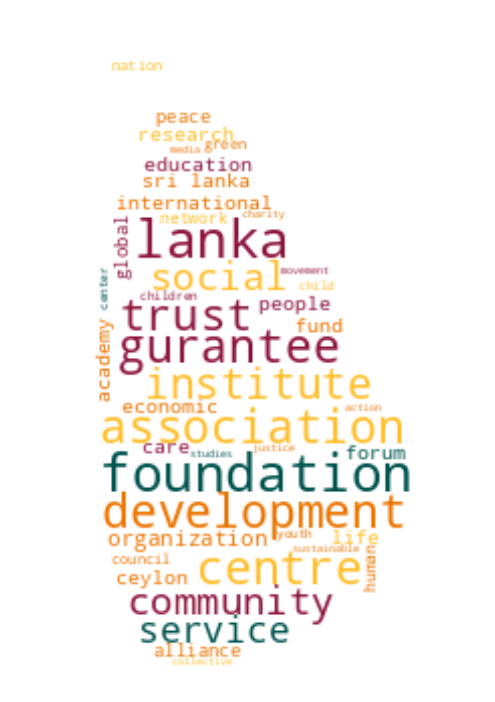 nation
peace
research
media green
education
sri lanka
international
network charity
global
lanka
social movement
center child
children people
trust fund
gurantee
academy
institute
economic action
association
care studies justice forum
foundation
development
organization youth life
sustainable
council centre human
ceylon
community
service
alliance
collective